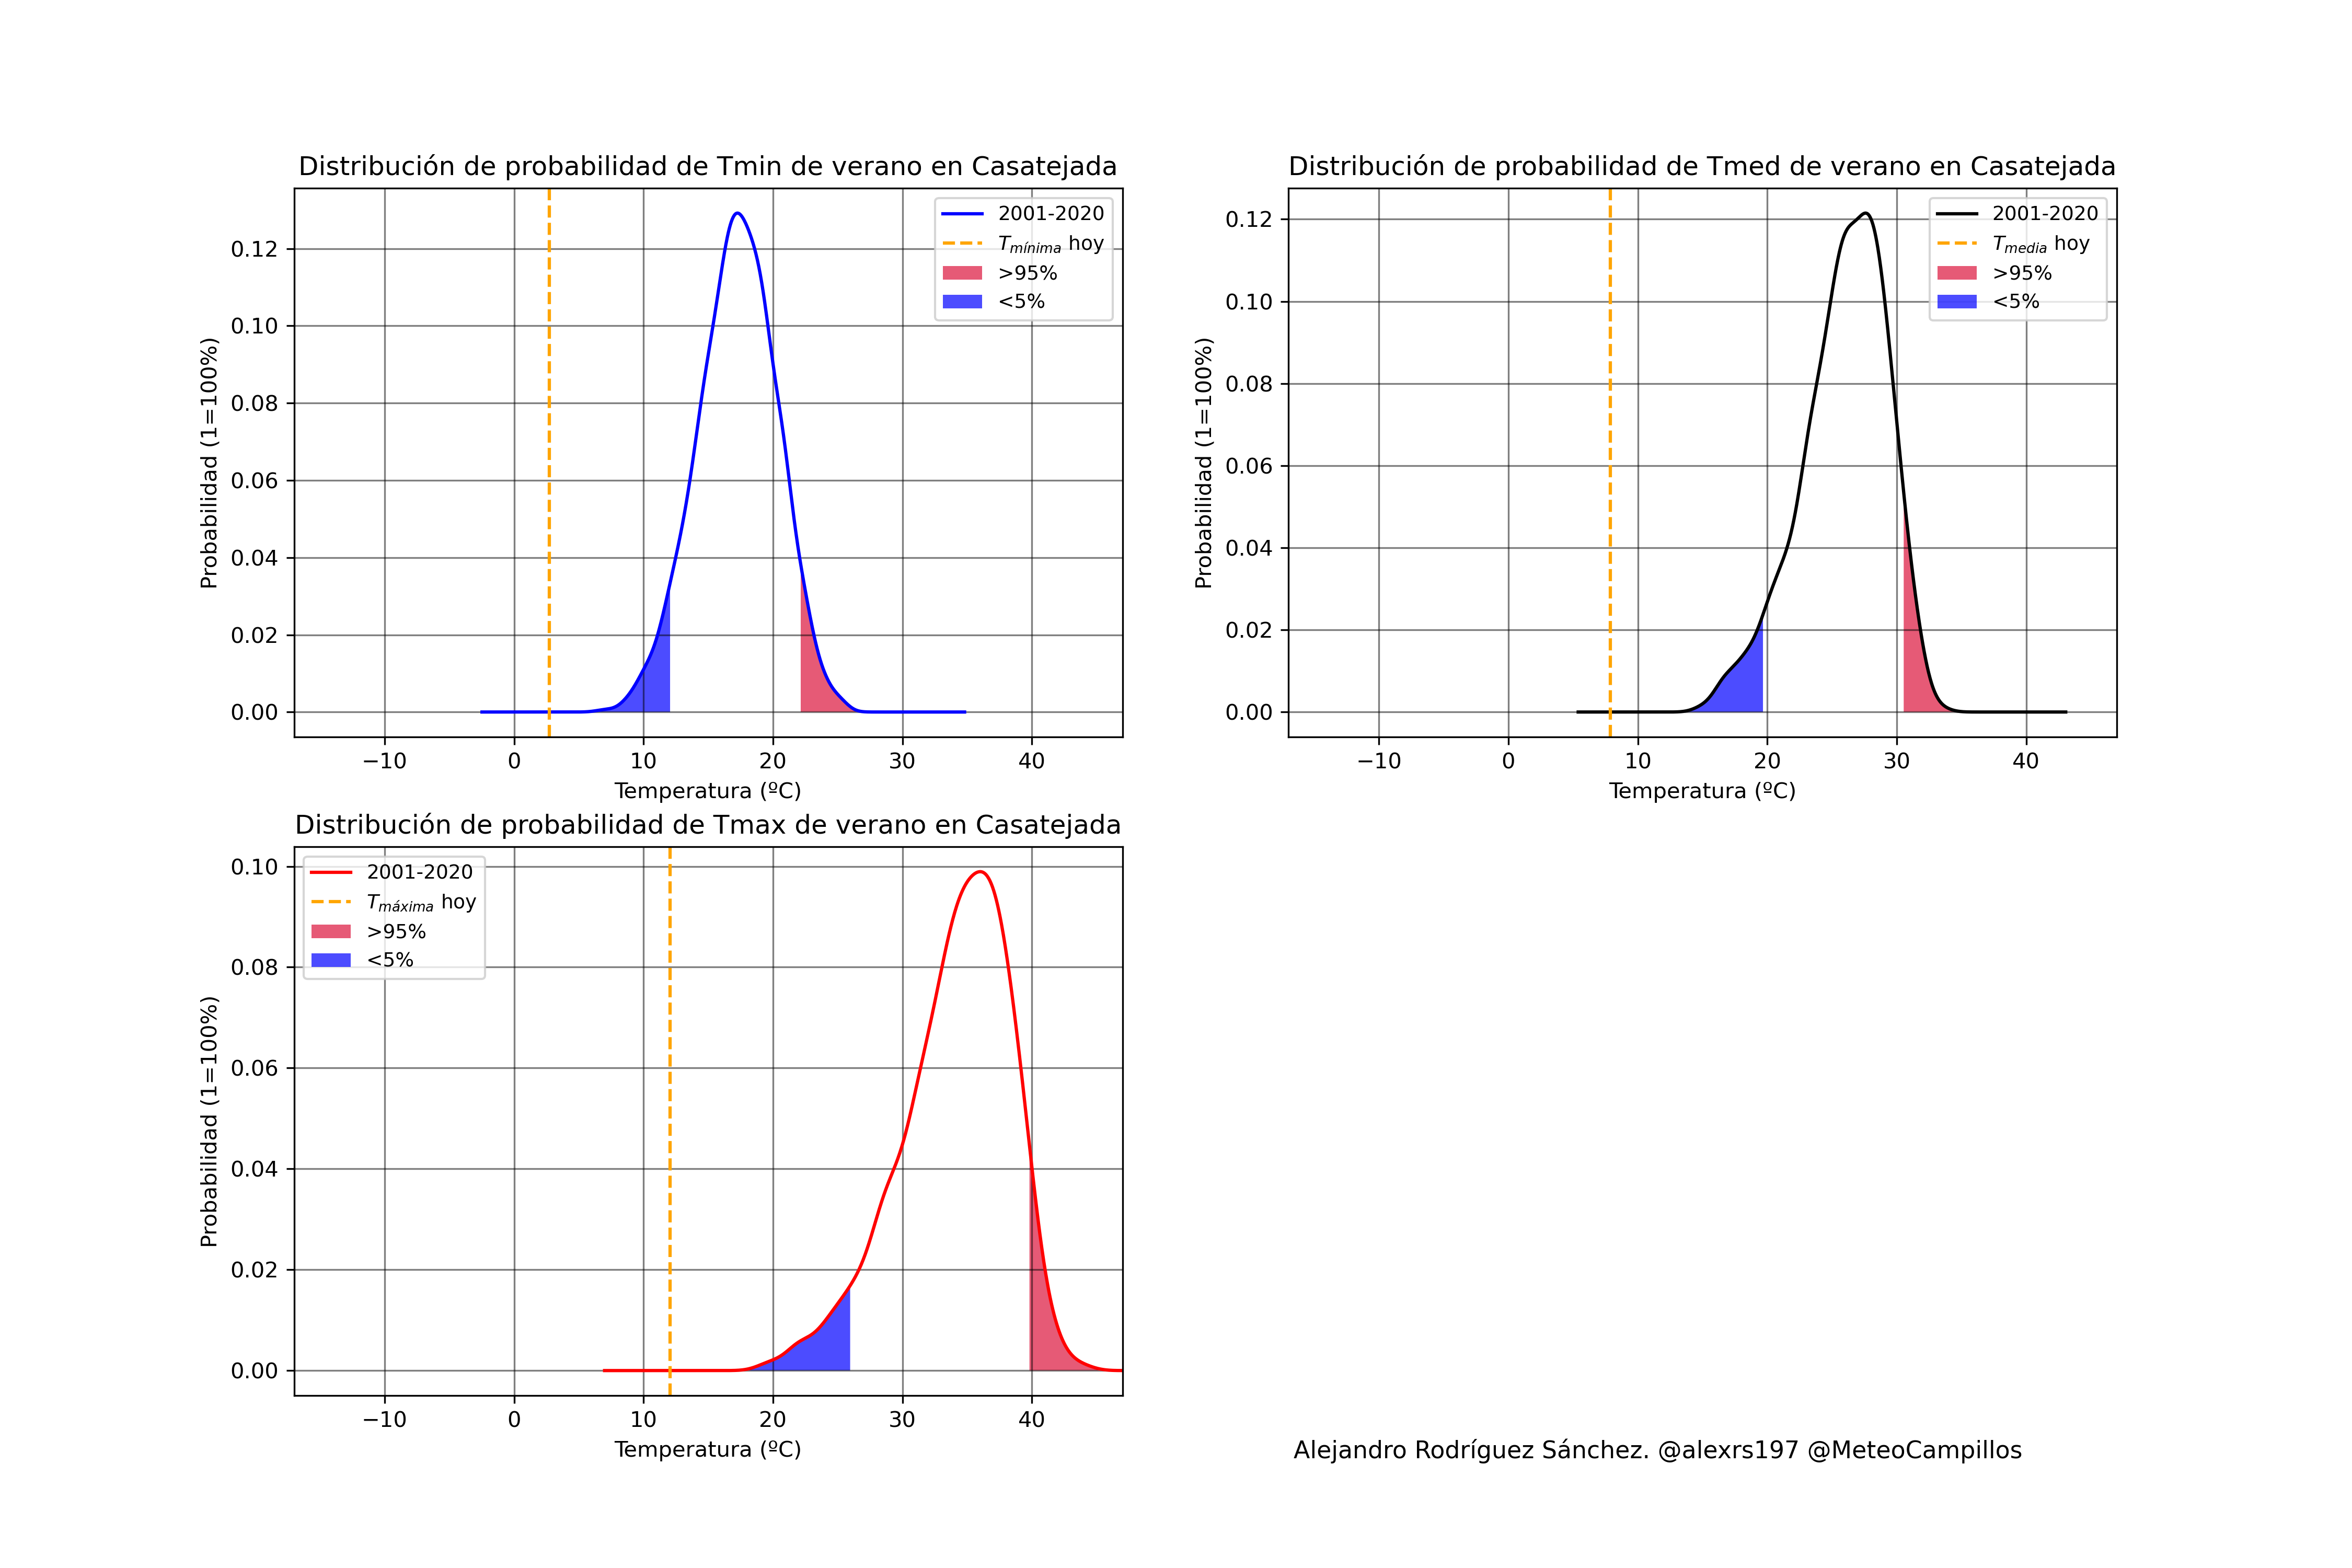 Distribución de probabilidad de Tmin de verano en Casatejada
2001-2020
T_mínima hoy
>95%
<5%
0.12
0.10
0.08
0.06
0.04
0.02
0.00
Probabilidad (1=100%)
−10 0 10 20 30 40
Temperatura (ºC)
Distribución de probabilidad de Tmed de verano en Casatejada
2001-2020
T_media hoy
>95%
<5%
0.12
0.10
0.08
0.06
0.04
0.02
0.00
Probabilidad (1=100%)
−10 0 10 20 30 40
Temperatura (ºC)
Distribución de probabilidad de Tmax de verano en Casatejada
2001-2020
T_máxima hoy
>95%
<5%
0.10
0.08
0.06
0.04
0.02
0.00
Probabilidad (1=100%)
−10 0 10 20 30 40
Temperatura (ºC)
Alejandro Rodríguez Sánchez. @alexrs197 @MeteoCampillos